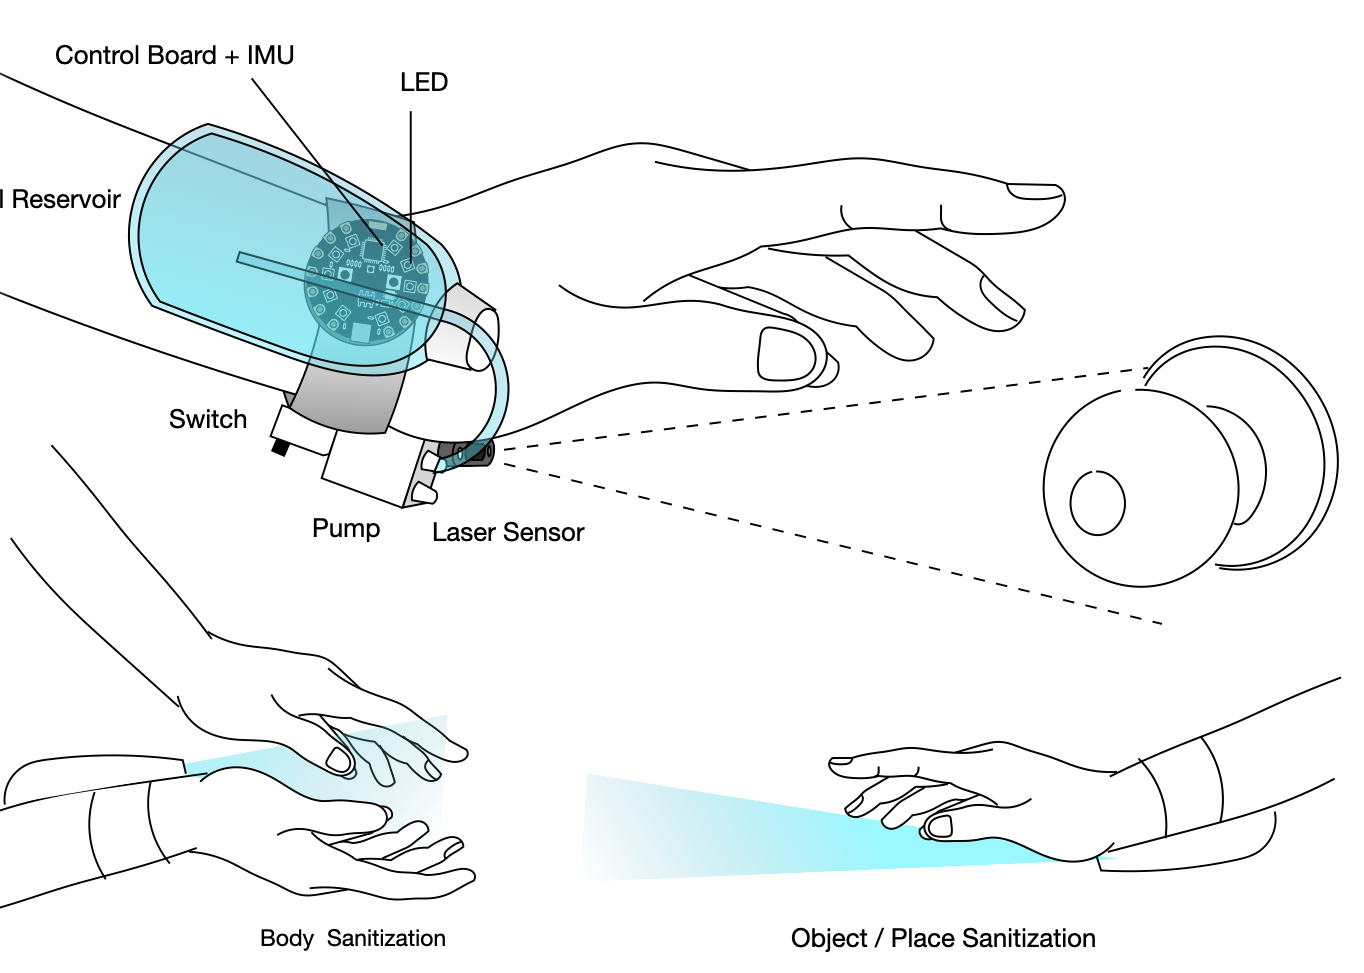 Control Board + IMU
LED
l Reservoir
Switch
Pump
Laser Sensor
Body Sanitization
Object / Place Sanitization